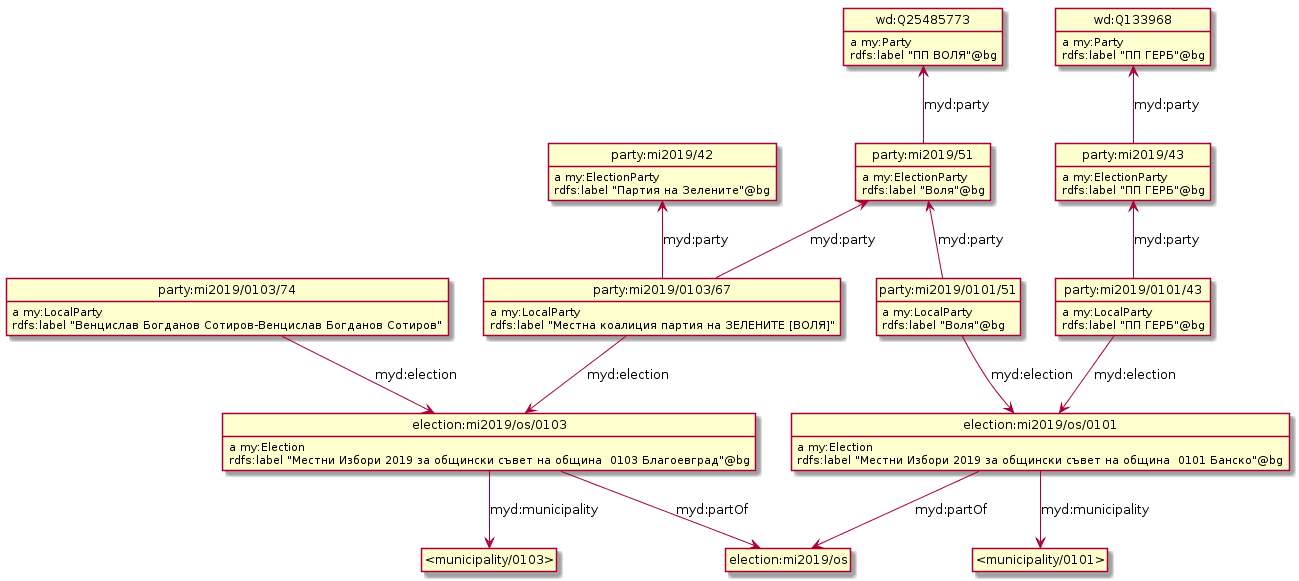 wd:Q25485773
a my:Party
rdfs:label "ПП ВОЛЯ"@bg
wd:Q133968
a my:Party
rdfs:label "ПП ГЕРБ"@bg
myd:party
myd:party
party:mi2019/42
a my:ElectionParty
rdfs:label "Партия на Зелените"@bg
party:mi2019/51
a my:ElectionParty
rdfs:label "Воля"@bg
party:mi2019/43
a my:ElectionParty
rdfs:label "ПП ГЕРБ"@bg
myd:party
myd:party
myd:party
myd:party
party:mi2019/0103/74
a my:LocalParty
rdfs:label "Венцислав Богданов Сотиров-Венцислав Богданов Сотиров"
party:mi2019/0103/67
a my:LocalParty
rdfs:label "Местна коалиция партия на ЗЕЛЕНИТЕ [ВОЛЯ]"
party:mi2019/0101/51
a my:LocalParty
rdfs:label "Воля"@bg
party:mi2019/0101/43
a my:LocalParty
rdfs:label "ПП ГЕРБ"@bg
myd:election
myd:election
myd:election
myd:election
election:mi2019/os/0103
a my:Election
rdfs:label "Местни Избори 2019 за общински съвет на община  0103 Благоевград"@bg
election:mi2019/os/0101
a my:Election
rdfs:label "Местни Избори 2019 за общински съвет на община  0101 Банско"@bg
myd:municipality
myd:partOf
myd:partOf
myd:municipality
<municipality/0103>
election:mi2019/os
<municipality/0101>